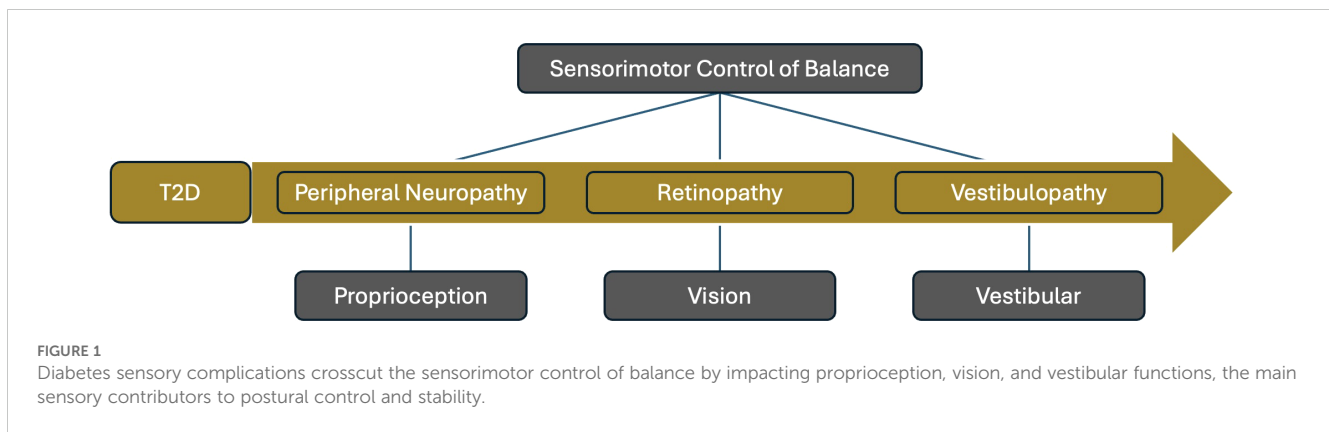 Sensorimotor Control of Balance
T2D
Peripheral Neuropathy
Retinopathy
Vestibulopathy
Proprioception
Vision
Vestibular
FIGURE 1
Diabetes sensory complications crosscut the sensorimotor control of balance by impacting proprioception, vision, and vestibular functions, the main
sensory contributors to postural control and stability.